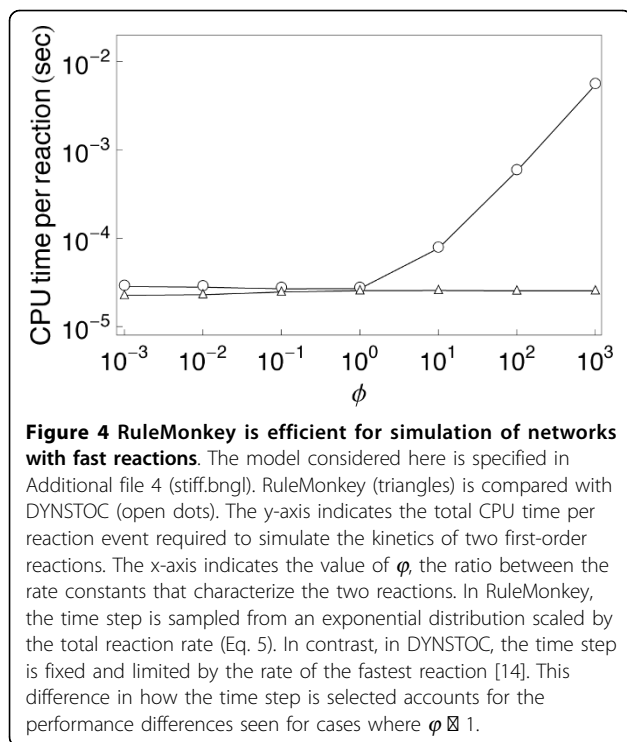 CPU time per reaction (sec)
10⁻²
10⁻³
10⁻⁴
10⁻⁵
10⁻³ 10⁻² 10⁻¹ 10⁰ 10¹ 10² 10³
ϕ
Figure 4 RuleMonkey is efficient for simulation of networks
with fast reactions. The model considered here is specified in
Additional file 4 (stiff.bngl). RuleMonkey (triangles) is compared with
DYNSTOC (open dots). The y-axis indicates the total CPU time per
reaction event required to simulate the kinetics of two first-order
reactions. The x-axis indicates the value of φ, the ratio between the
rate constants that characterize the two reactions. In RuleMonkey,
the time step is sampled from an exponential distribution scaled by
the total reaction rate (Eq. 5). In contrast, in DYNSTOC, the time step
is fixed and limited by the rate of the fastest reaction [14]. This
difference in how the time step is selected accounts for the
performance differences seen for cases where φ 1.